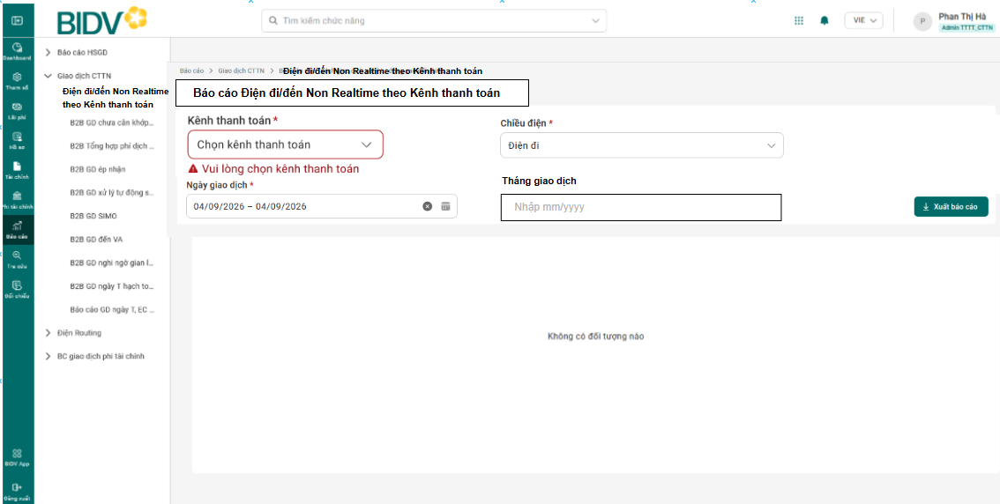 BIDV
Tìm kiếm chức năng
VIE
P
Phan Thị Hà
Admin TTTT_CTTN
Dashboard
Tham số
Lãi phí
Hồ sơ
Tài chính
Phi tài chính
Báo cáo
Tra cứu
Đối chiếu
BIDV App
Đăng xuất
Báo cáo HSGD
Giao dịch CTTN
Điện đi/đến Non Realtime
theo Kênh thanh toán
B2B GD chưa cân khớp...
B2B Tổng hợp phí dịch ...
B2B GD ép nhận
B2B GD xử lý tự động s...
B2B GD SIMO
B2B GD đến VA
B2B GD nghi ngờ gian l...
B2B GD ngày T hạch to...
Báo cáo GD ngày T, EC ...
Điện Routing
BC giao dịch phi tài chính
Báo cáo > Giao dịch CTTN > Điện đi/đến Non Realtime theo Kênh thanh toán
Báo cáo Điện đi/đến Non Realtime theo Kênh thanh toán
Kênh thanh toán *
Chọn kênh thanh toán
Vui lòng chọn kênh thanh toán
Chiều điện *
Điện đi
Ngày giao dịch *
04/09/2026 – 04/09/2026
Tháng giao dịch
Nhập mm/yyyy
Xuất báo cáo
Không có đối tượng nào